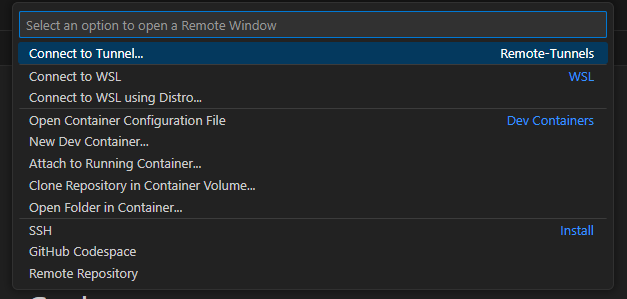 Select an option to open a Remote Window
Connect to Tunnel... Remote-Tunnels
Connect to WSL WSL
Connect to WSL using Distro...
Open Container Configuration File Dev Containers
New Dev Container...
Attach to Running Container...
Clone Repository in Container Volume...
Open Folder in Container...
SSH Install
GitHub Codespace
Remote Repository